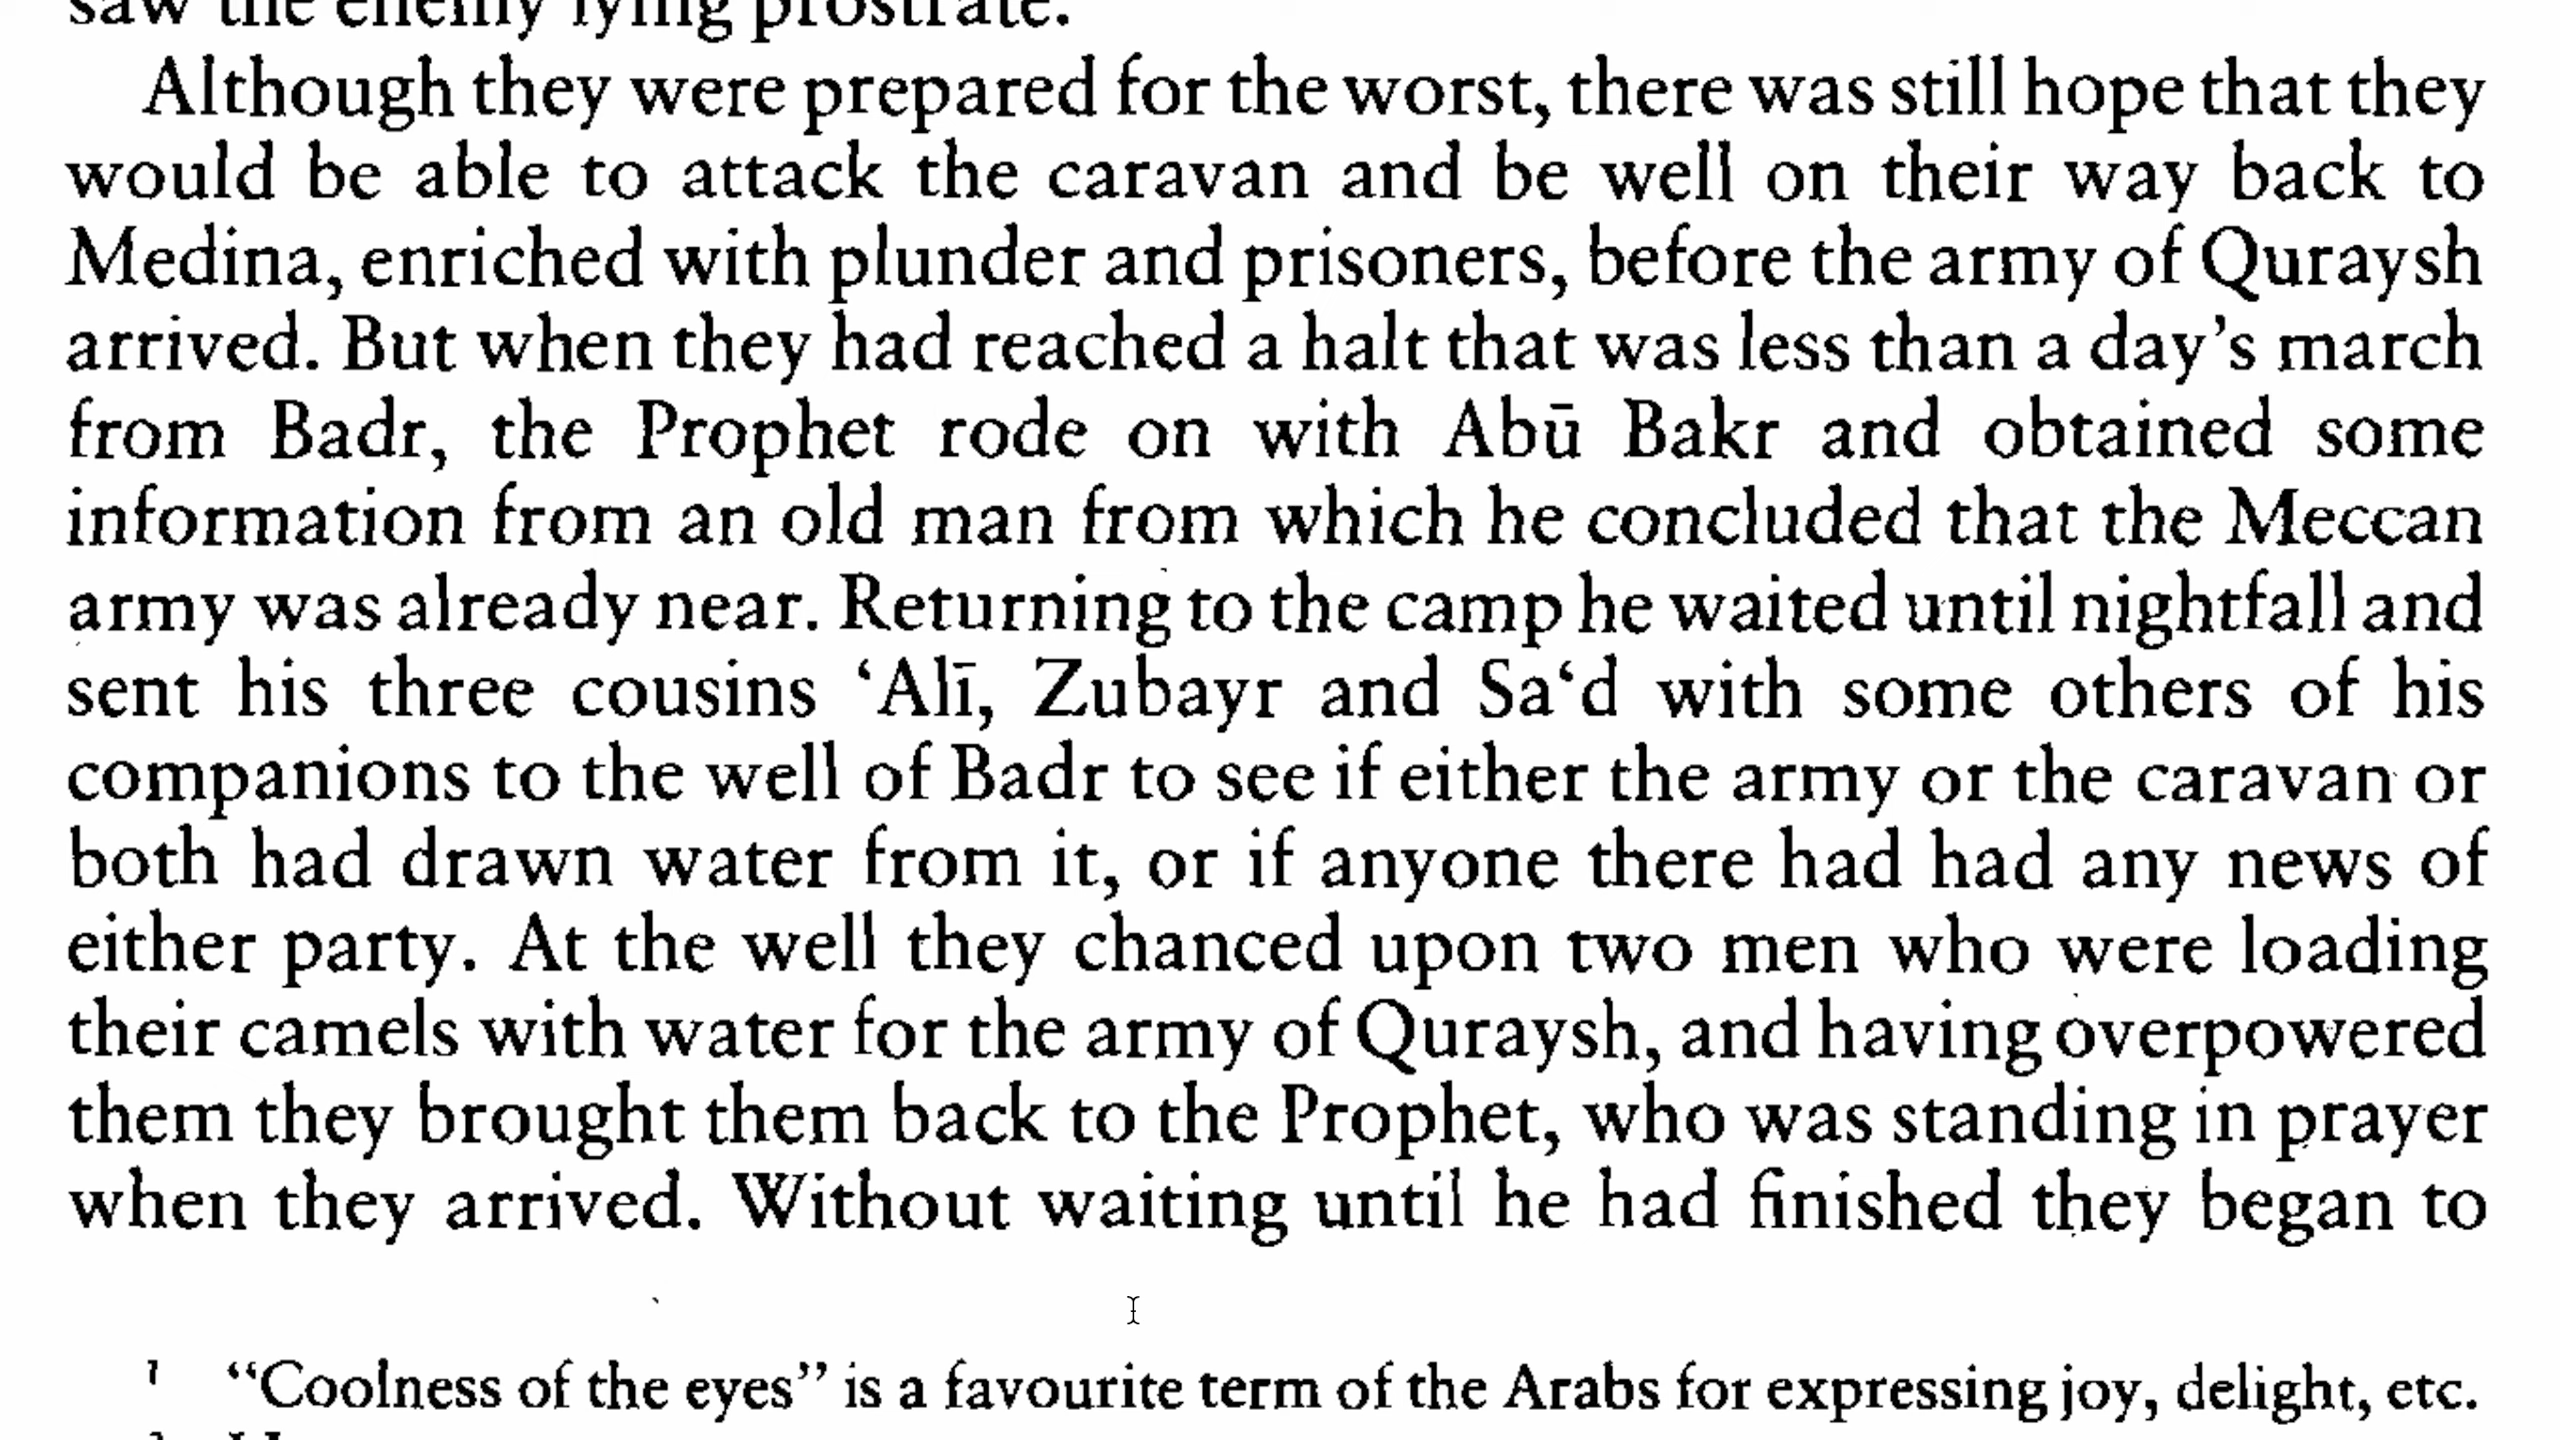 saw the enemy lying prostrate.
Although they were prepared for the worst, there was still hope that they
would be able to attack the caravan and be well on their way back to
Medina, enriched with plunder and prisoners, before the army of Quraysh
arrived. But when they had reached a halt that was less than a day’s march
from Badr, the Prophet rode on with Abū Bakr and obtained some
information from an old man from which he concluded that the Meccan
army was already near. Returning to the camp he waited until nightfall and
sent his three cousins ‘Alī, Zubayr and Sa‘d with some others of his
companions to the well of Badr to see if either the army or the caravan or
both had drawn water from it, or if anyone there had had any news of
either party. At the well they chanced upon two men who were loading
their camels with water for the army of Quraysh, and having overpowered
them they brought them back to the Prophet, who was standing in prayer
when they arrived. Without waiting until he had finished they began to
1 “Coolness of the eyes” is a favourite term of the Arabs for expressing joy, delight, etc.